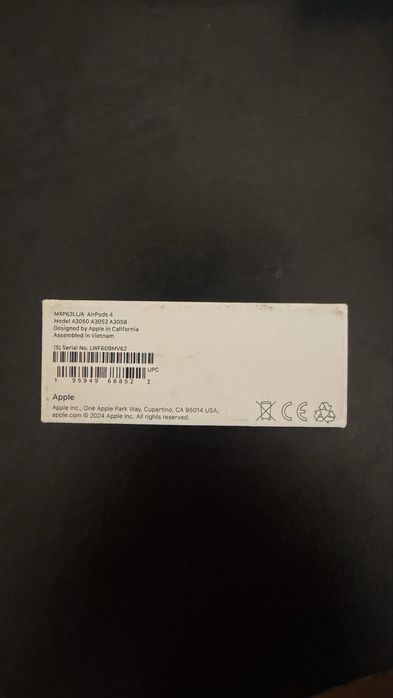 MXP63LL/A AirPods 4
Model A3050 A3053 A3058
Designed by Apple in California
Assembled in Vietnam
(S) Serial No. LWF6D9MV62
UPC
1 95949 68852 2
Apple
Apple Inc., One Apple Park Way, Cupertino, CA 95014 USA,
apple.com © 2024 Apple Inc. All rights reserved.
CE